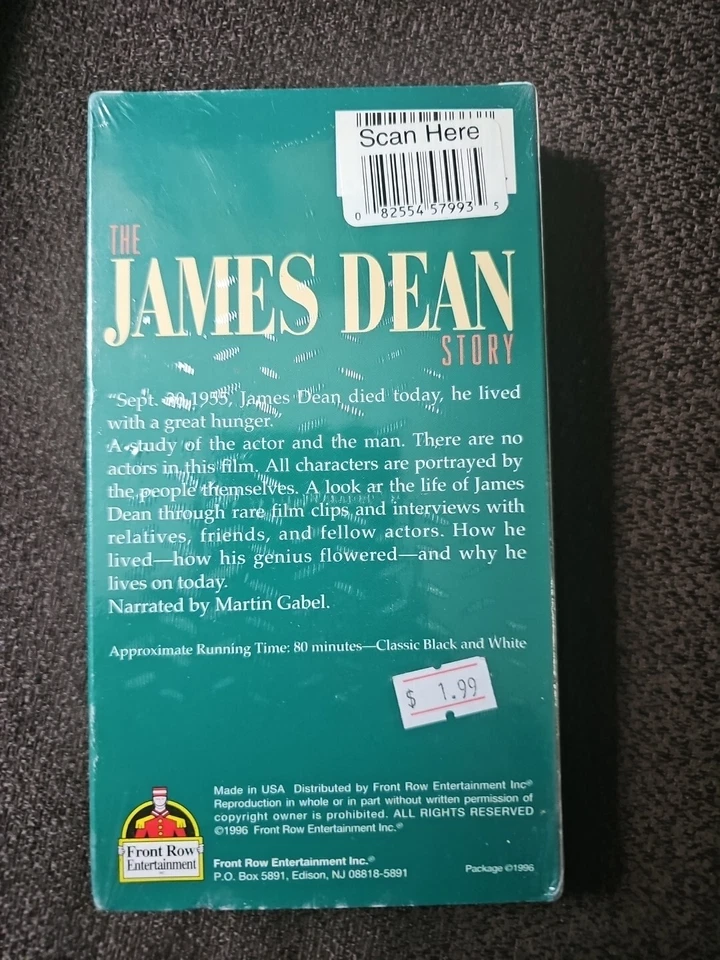 Scan Here
0 82554 57993 5
THE
JAMES DEAN
STORY
"Sept. 30, 1955, James Dean died today, he lived
with a great hunger.
A study of the actor and the man. There are no
actors in this film. All characters are portrayed by
the people themselves. A look ar the life of James
Dean through rare film clips and interviews with
relatives, friends, and fellow actors. How he
lived—how his genius flowered—and why he
lives on today.
Narrated by Martin Gabel.
Approximate Running Time: 80 minutes—Classic Black and White
$ 1.99
Made in USA Distributed by Front Row Entertainment Inc®
Reproduction in whole or in part without written permission of
copyright owner is prohibited. ALL RIGHTS RESERVED
©1996 Front Row Entertainment Inc.®
Front Row
Entertainment
Front Row Entertainment Inc.®
P.O. Box 5891, Edison, NJ 08818-5891
Package ©1996